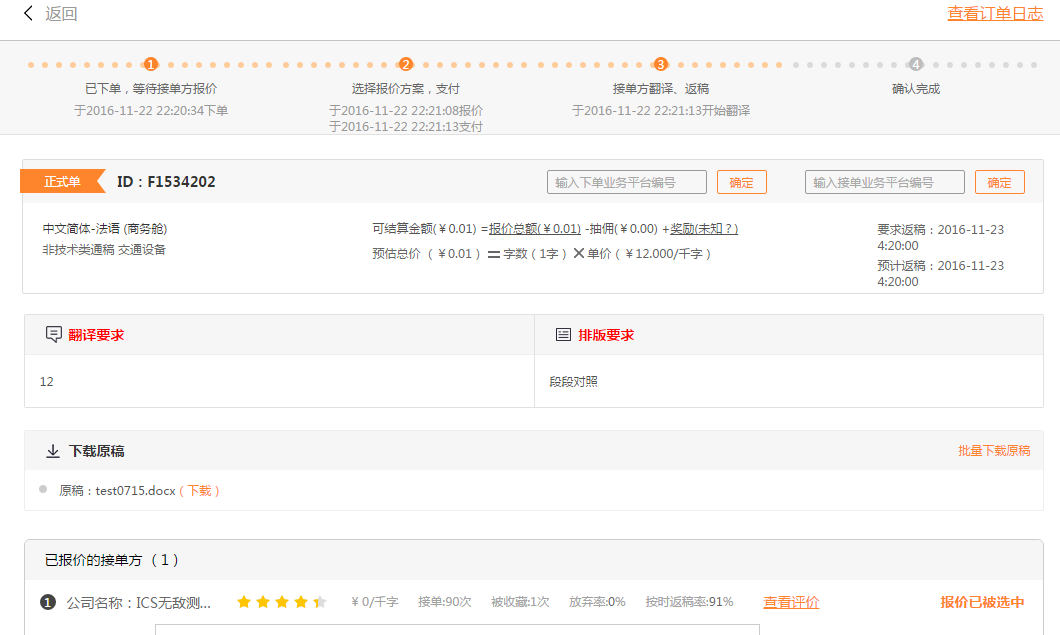 返回
查看订单日志
1
2
3
4
已下单，等待接单方报价
选择报价方案，支付
接单方翻译、返稿
确认完成
于2016-11-22 22:20:34下单
于2016-11-22 22:21:08报价
于2016-11-22 22:21:13支付
于2016-11-22 22:21:13开始翻译
正式单
ID：F1534202
输入下单业务平台编号
确定
输入接单业务平台编号
确定
中文简体-法语 (商务舱)
非技术类通稿 交通设备
可结算金额(￥0.01) =报价总额(￥0.01) -抽佣(￥0.00) +奖励(未知？)
预估总价（￥0.01）=字数（1字）×单价（￥12.000/千字）
要求返稿：2016-11-23
4:20:00
预计返稿：2016-11-23
4:20:00
翻译要求
排版要求
12
段段对照
下载原稿
批量下载原稿
原稿：test0715.docx（下载）
已报价的接单方（1）
1 公司名称：ICS无敌测... ￥0/千字 接单:90次 被收藏:1次 放弃率:0% 按时返稿率:91% 查看评价 报价已被选中